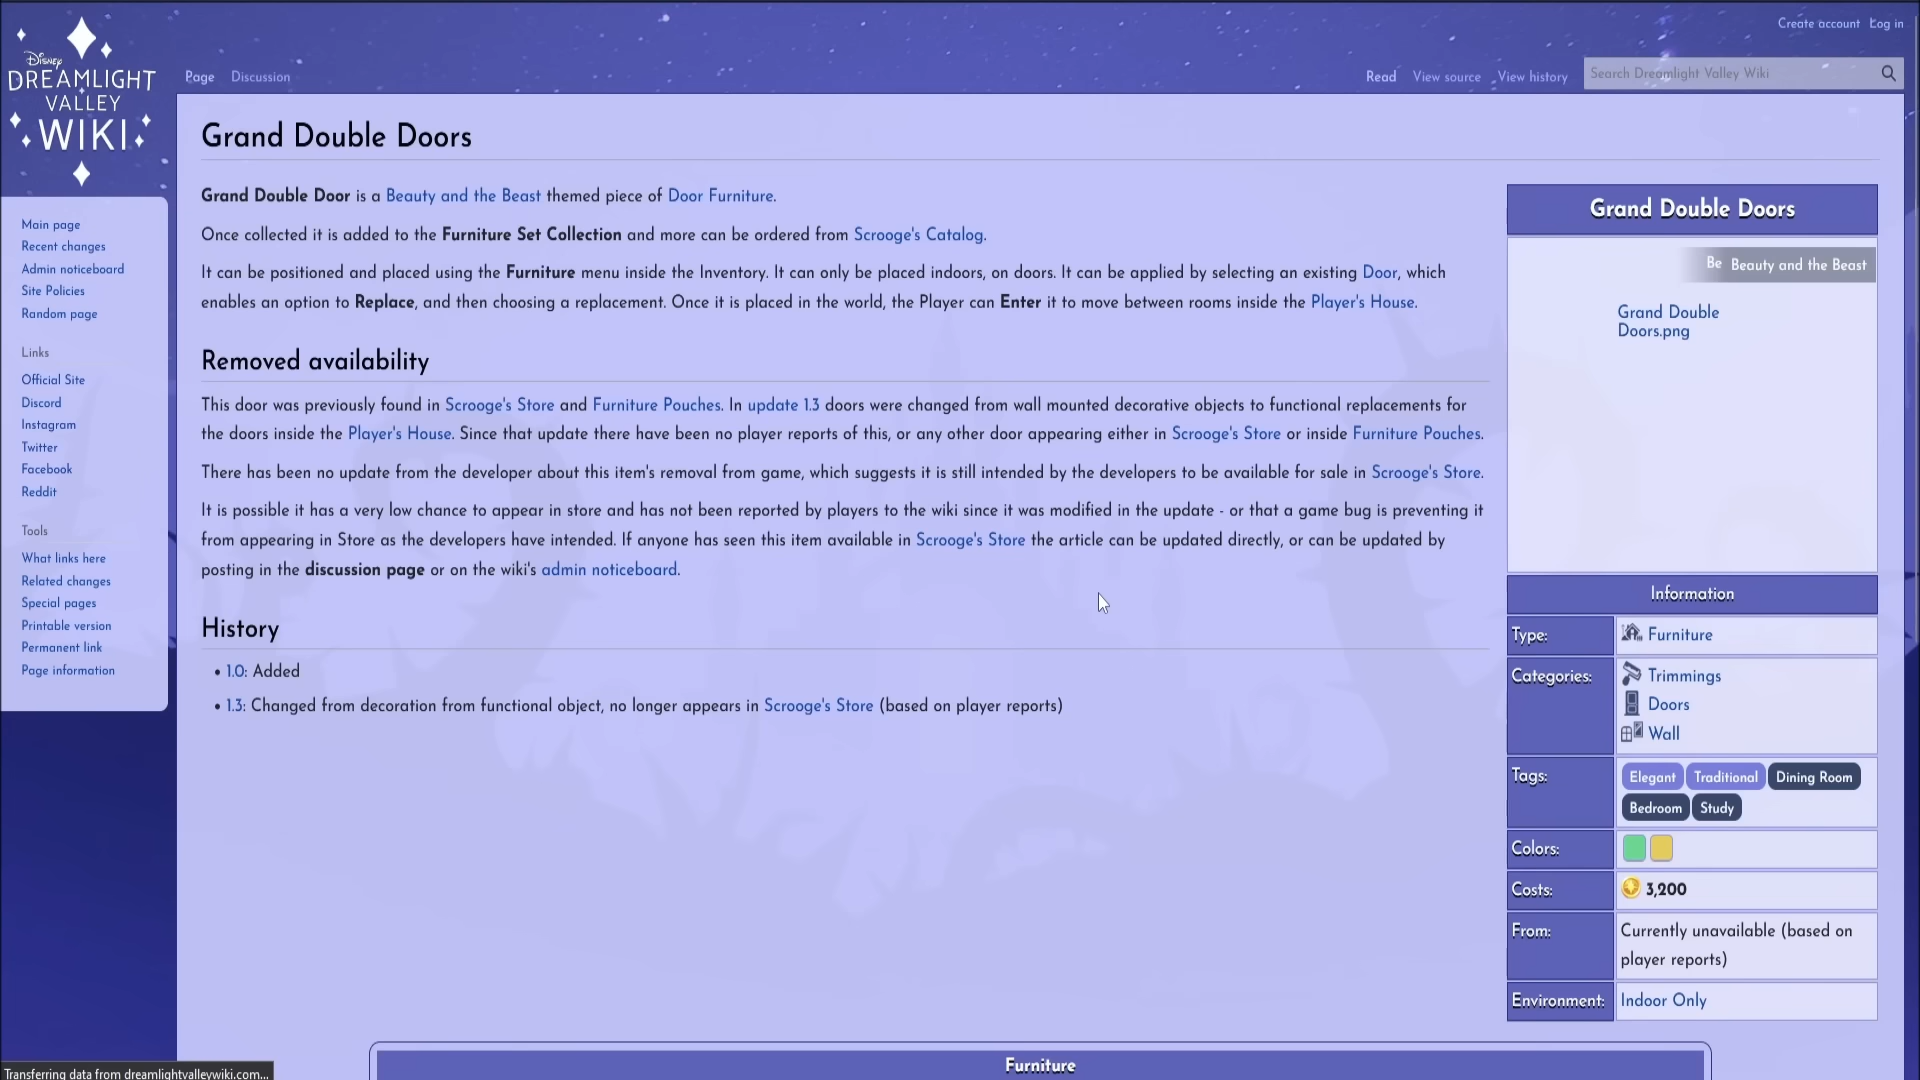 Create account Log in
Disney
DREAMLIGHT
VALLEY
WIKI
Page Discussion
Read View source View history
Search Dreamlight Valley Wiki
Main page
Recent changes
Admin noticeboard
Site Policies
Random page
Links
Official Site
Discord
Instagram
Twitter
Facebook
Reddit
Tools
What links here
Related changes
Special pages
Printable version
Permanent link
Page information
Grand Double Doors
Grand Double Door is a Beauty and the Beast themed piece of Door Furniture.
Once collected it is added to the Furniture Set Collection and more can be ordered from Scrooge's Catalog.
It can be positioned and placed using the Furniture menu inside the Inventory. It can only be placed indoors, on doors. It can be applied by selecting an existing Door, which
enables an option to Replace, and then choosing a replacement. Once it is placed in the world, the Player can Enter it to move between rooms inside the Player's House.
Removed availability
This door was previously found in Scrooge's Store and Furniture Pouches. In update 1.3 doors were changed from wall mounted decorative objects to functional replacements for
the doors inside the Player's House. Since that update there have been no player reports of this, or any other door appearing either in Scrooge's Store or inside Furniture Pouches.
There has been no update from the developer about this item's removal from game, which suggests it is still intended by the developers to be available for sale in Scrooge's Store.
It is possible it has a very low chance to appear in store and has not been reported by players to the wiki since it was modified in the update - or that a game bug is preventing it
from appearing in Store as the developers have intended. If anyone has seen this item available in Scrooge's Store the article can be updated directly, or can be updated by
posting in the discussion page or on the wiki's admin noticeboard.
History
• 1.0: Added
• 1.3: Changed from decoration from functional object, no longer appears in Scrooge's Store (based on player reports)
Grand Double Doors
Be Beauty and the Beast
Grand Double
Doors.png
Information
Type: Furniture
Categories: Trimmings
Doors
Wall
Tags: Elegant Traditional Dining Room
Bedroom Study
Colors:
Costs: 3,200
From: Currently unavailable (based on
player reports)
Environment: Indoor Only
Furniture
Transferring data from dreamlightvalleywiki.com...